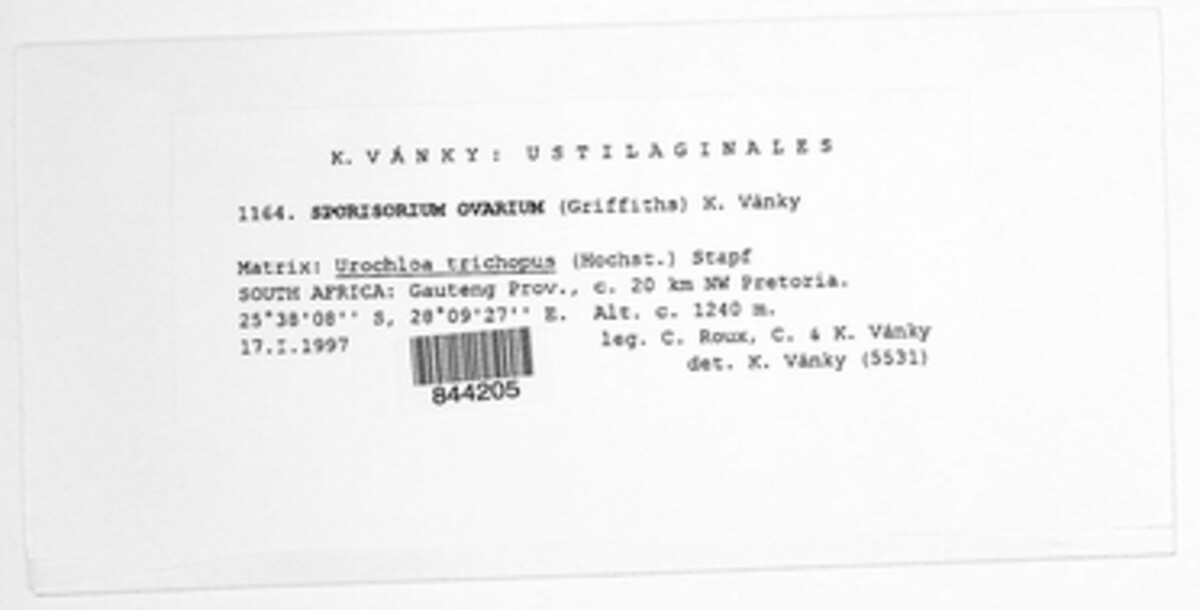 K. VÁNKY: USTILAGINALES
1164. SPORISORIUM OVARIUM (Griffiths) K. Vánky
Matrix: Urochloa trichopus (Hochst.) Stapf
SOUTH AFRICA: Gauteng Prov., c. 20 km NW Pretoria.
25°38'08'' S, 28°09'27'' E. Alt. c. 1240 m.
17.I.1997 leg. C. Roux, C. & K. Vánky
det. K. Vánky (5531)
844205